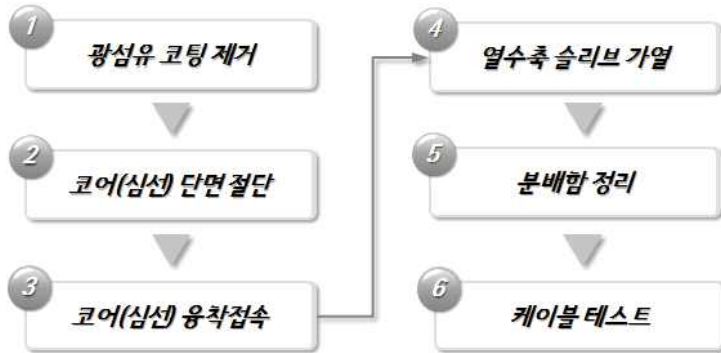 1
광섬유 코팅 제거
2
코어(심선) 단면 절단
3
코어(심선) 융착접속
4
열수축 슬리브 가열
5
분배함 정리
6
케이블 테스트